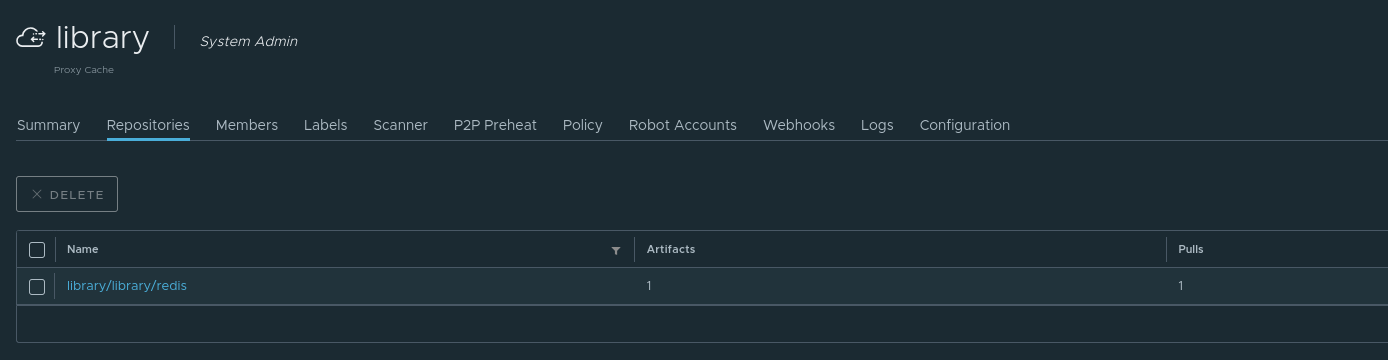 library System Admin
Proxy Cache
Summary Repositories Members Labels Scanner P2P Preheat Policy Robot Accounts Webhooks Logs Configuration
DELETE
Name Artifacts Pulls
library/library/redis 1 1